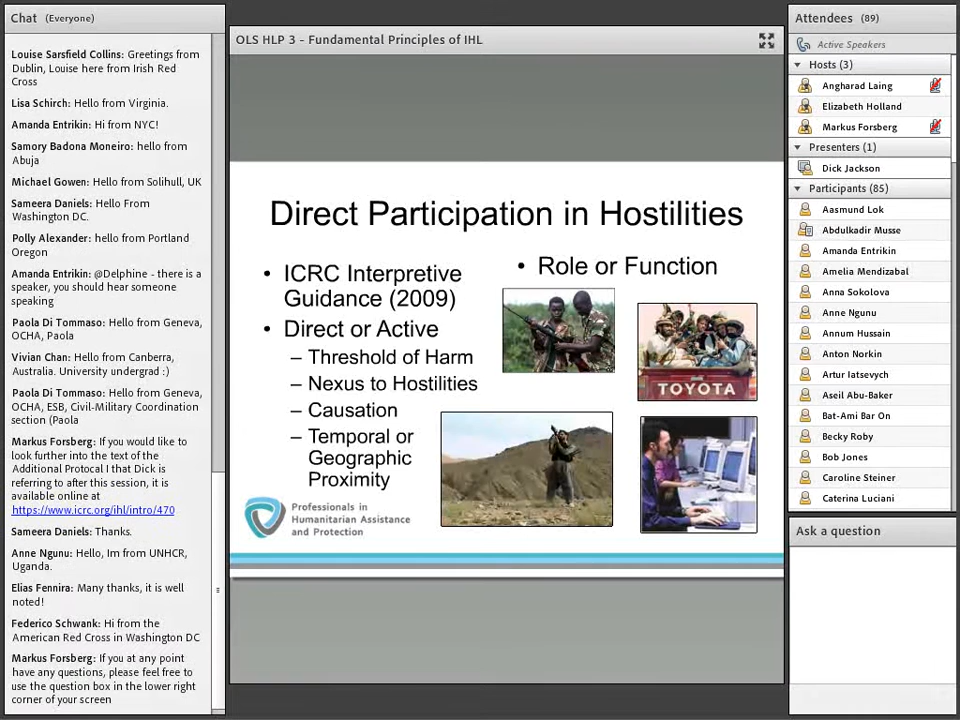 Chat (Everyone)
Louise Sarsfield Collins: Greetings from
Dublin, Louise here from Irish Red
Cross
Lisa Schirch: Hello from Virginia.
Amanda Entrikin: Hi from NYC!
Samory Badona Moneiro: hello from
Abuja
Michael Gowen: Hello from Solihull, UK
Sameera Daniels: Hello From
Washington DC.
Polly Alexander: hello from Portland
Oregon
Amanda Entrikin: @Delphine - there is a
speaker, you should hear someone
speaking
Paola Di Tommaso: Hello from Geneva,
OCHA, Paola
Vivian Chan: Hello from Canberra,
Australia. University undergrad :)
Paola Di Tommaso: Hello from Geneva,
OCHA, ESB, Civil-Military Coordination
section (Paola
Markus Forsberg: If you would like to
look further into the text of the
Additional Protocal I that Dick is
referring to after this session, it is
available online at
https://www.icrc.org/ihl/intro/470
Sameera Daniels: Thanks.
Anne Ngunu: Hello, Im from UNHCR,
Uganda.
Elias Fennira: Many thanks, it is well
noted!
Federico Schwank: Hi from the
American Red Cross in Washington DC
Markus Forsberg: If you at any point
have any questions, please feel free to
use the question box in the lower right
corner of your screen
OLS HLP 3 - Fundamental Principles of IHL
Direct Participation in Hostilities
• ICRC Interpretive
Guidance (2009)
• Direct or Active
– Threshold of Harm
– Nexus to Hostilities
– Causation
– Temporal or
Geographic
Proximity
• Role or Function
TOYOTA
Professionals in
Humanitarian Assistance
and Protection
Attendees (89)
Active Speakers
Hosts (3)
Angharad Laing
Elizabeth Holland
Markus Forsberg
Presenters (1)
Dick Jackson
Participants (85)
Aasmund Lok
Abdulkadir Musse
Amanda Entrikin
Amelia Mendizabal
Anna Sokolova
Anne Ngunu
Annum Hussain
Anton Norkin
Artur Iatsevych
Aseil Abu-Baker
Bat-Ami Bar On
Becky Roby
Bob Jones
Caroline Steiner
Caterina Luciani
Ask a question